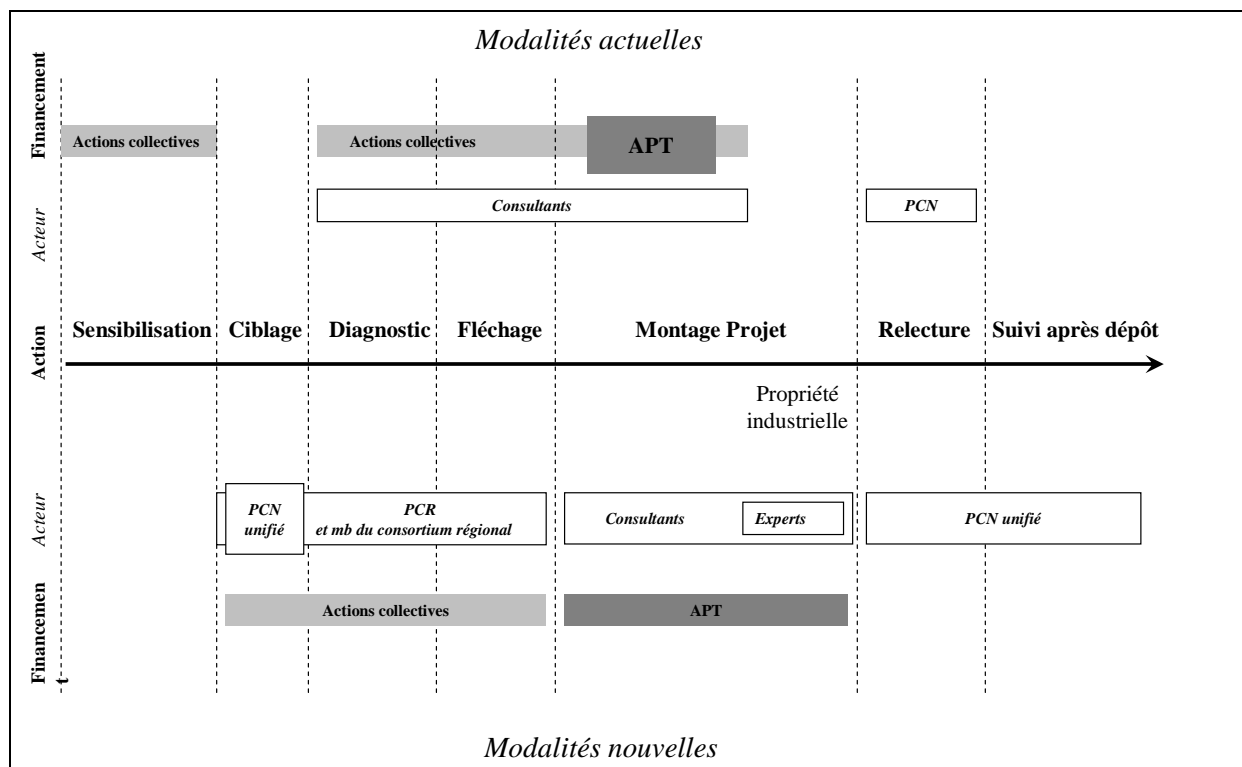 Modalités actuelles
Financement
Actions collectives
Actions collectives
APT
Acteur
Consultants
PCN
Action
Sensibilisation
Ciblage
Diagnostic
Fléchage
Montage Projet
Relecture
Suivi après dépôt
Propriété
industrielle
Acteur
PCN
unifié
PCR
et mb du consortium régional
Consultants
Experts
PCN unifié
Financemen
t
Actions collectives
APT
Modalités nouvelles